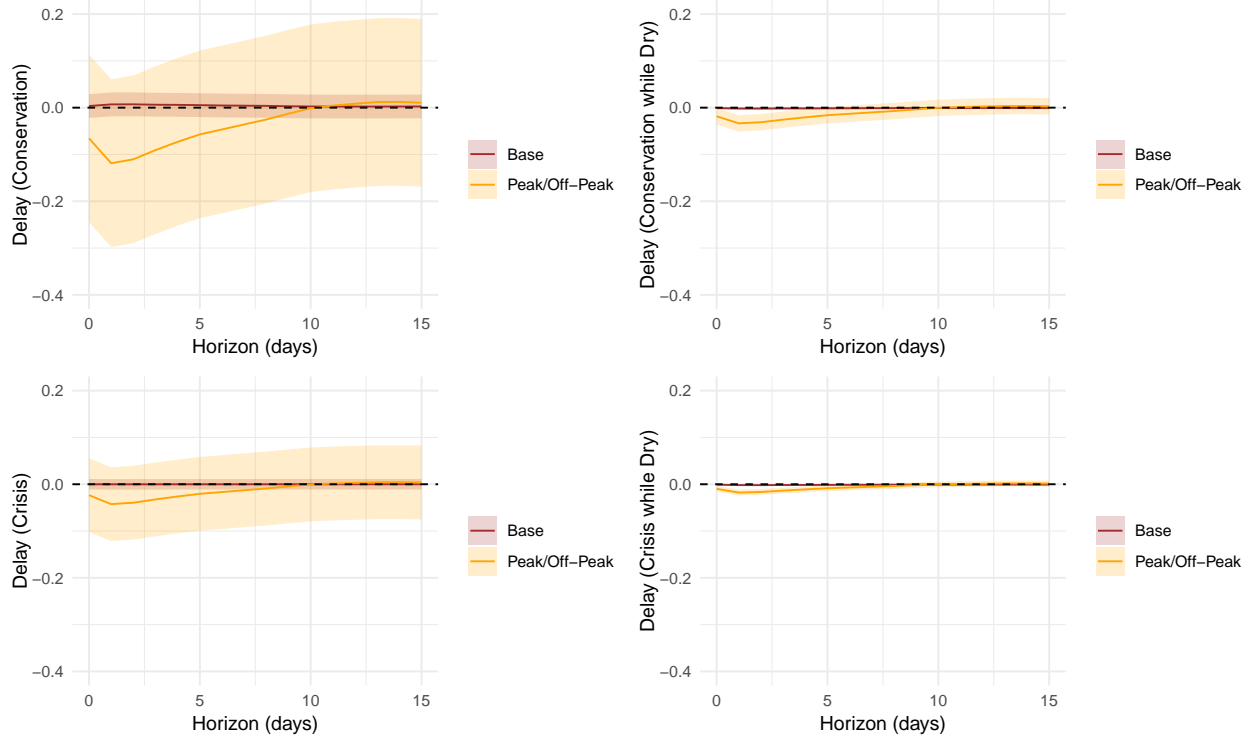 0.2
0.0
−0.2
−0.4
Delay (Conservation)
0
5
10
15
Horizon (days)
Base
Peak/Off−Peak
0.2
0.0
−0.2
−0.4
Delay (Conservation while Dry)
0
5
10
15
Horizon (days)
Base
Peak/Off−Peak
0.2
0.0
−0.2
−0.4
Delay (Crisis)
0
5
10
15
Horizon (days)
Base
Peak/Off−Peak
0.2
0.0
−0.2
−0.4
Delay (Crisis while Dry)
0
5
10
15
Horizon (days)
Base
Peak/Off−Peak